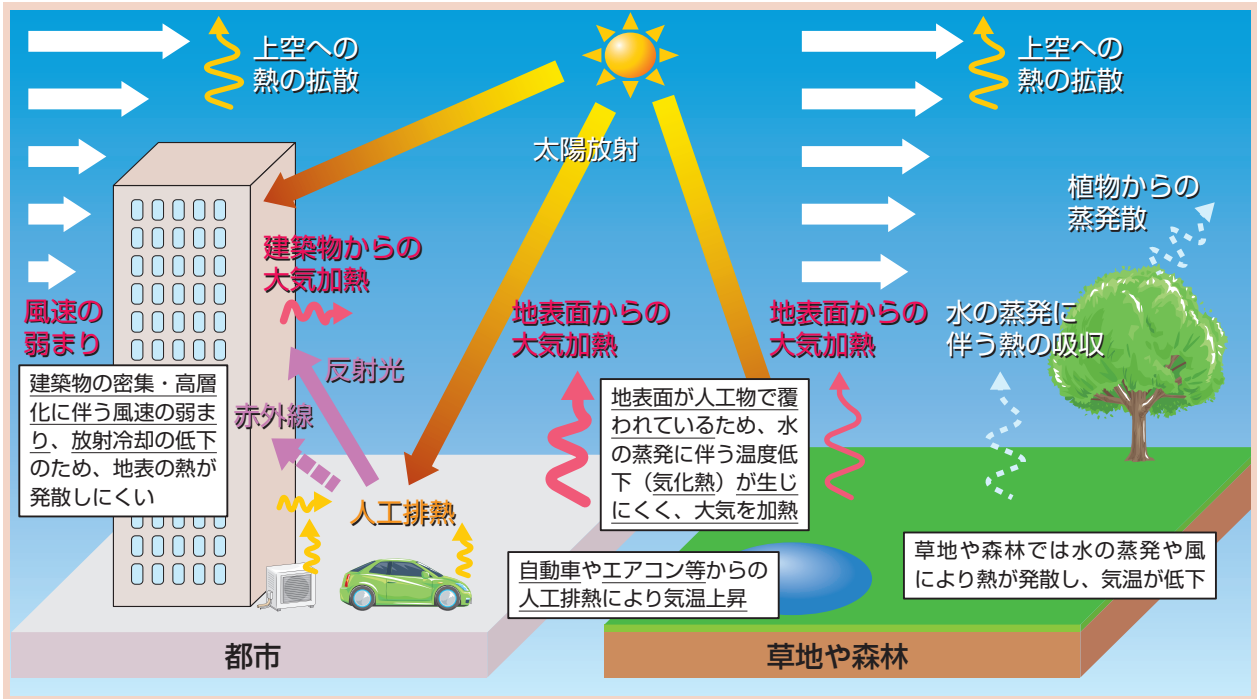 上空への
熱の拡散
太陽放射
上空への
熱の拡散
植物からの
蒸発散
建築物からの
大気加熱
風速の
弱まり
地表面からの
大気加熱
地表面からの
大気加熱
水の蒸発に
伴う熱の吸収
反射光
赤外線
建築物の密集・高層
化に伴う風速の弱ま
り、放射冷却の低下
のため、地表の熱が
発散しにくい
地表面が人工物で覆
われているため、水
の蒸発に伴う温度低
下（気化熱）が生じ
にくく、大気を加熱
人工排熱
自動車やエアコン等からの
人工排熱により気温上昇
草地や森林では水の蒸発や風
により熱が発散し、気温が低下
都市
草地や森林